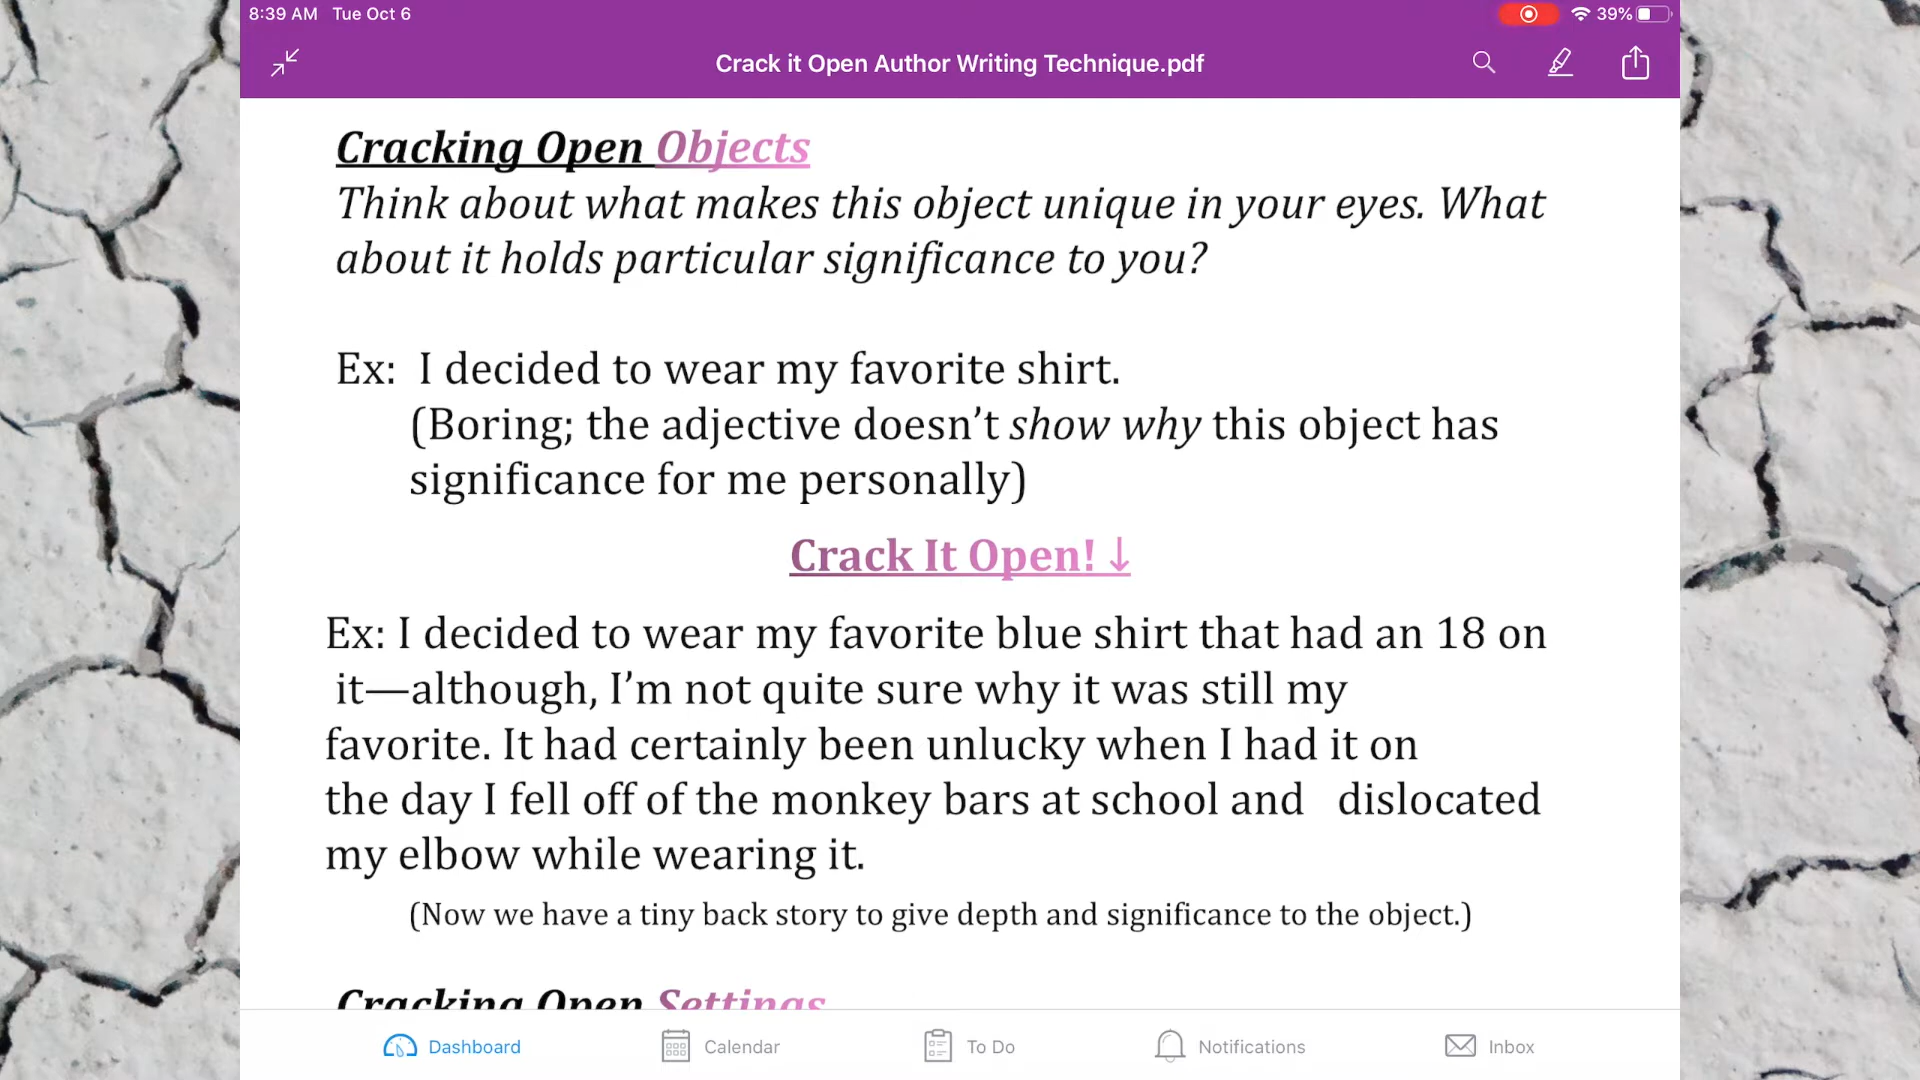 8:39 AM Tue Oct 6 39%
Crack it Open Author Writing Technique.pdf
Cracking Open Objects
Think about what makes this object unique in your eyes. What
about it holds particular significance to you?
Ex: I decided to wear my favorite shirt.
(Boring; the adjective doesn’t show why this object has
significance for me personally)
Crack It Open! ↓
Ex: I decided to wear my favorite blue shirt that had an 18 on
it—although, I’m not quite sure why it was still my
favorite. It had certainly been unlucky when I had it on
the day I fell off of the monkey bars at school and dislocated
my elbow while wearing it.
(Now we have a tiny back story to give depth and significance to the object.)
Cracking Open Settings
Dashboard Calendar To Do Notifications Inbox